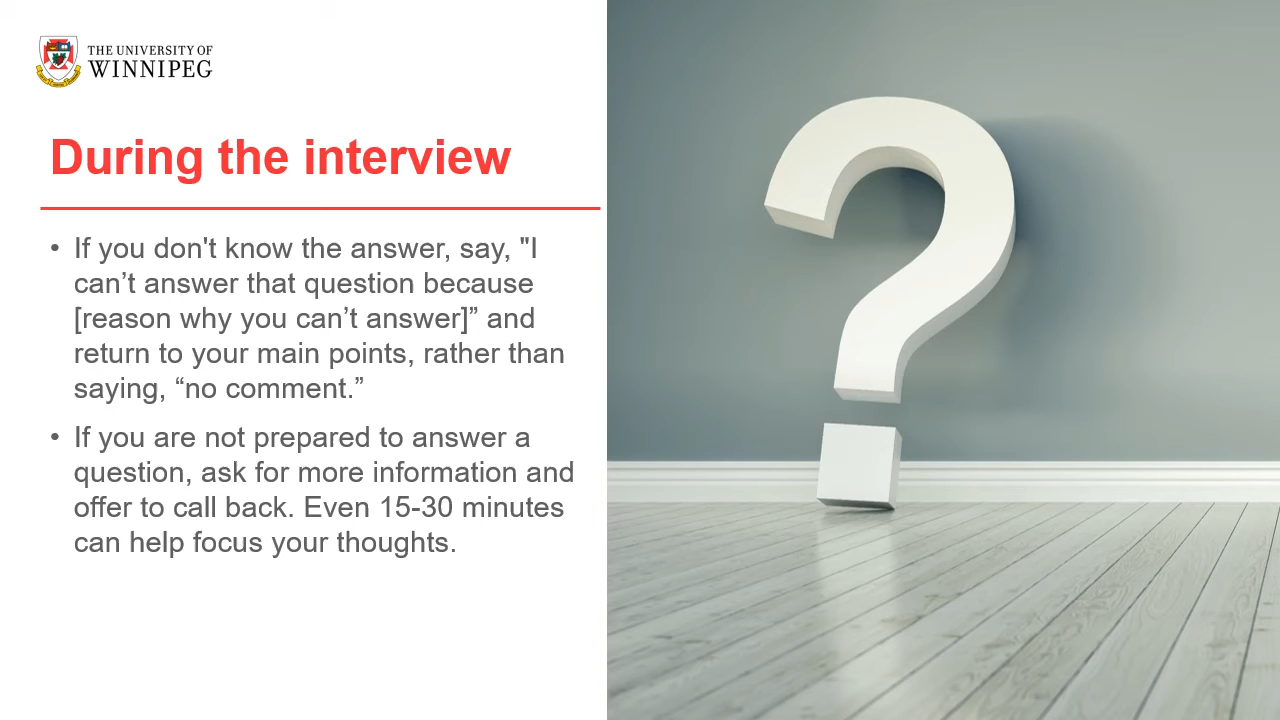 THE UNIVERSITY OF
WINNIPEG
During the interview
• If you don't know the answer, say, "I
can’t answer that question because
[reason why you can’t answer]” and
return to your main points, rather than
saying, “no comment.”
• If you are not prepared to answer a
question, ask for more information and
offer to call back. Even 15-30 minutes
can help focus your thoughts.